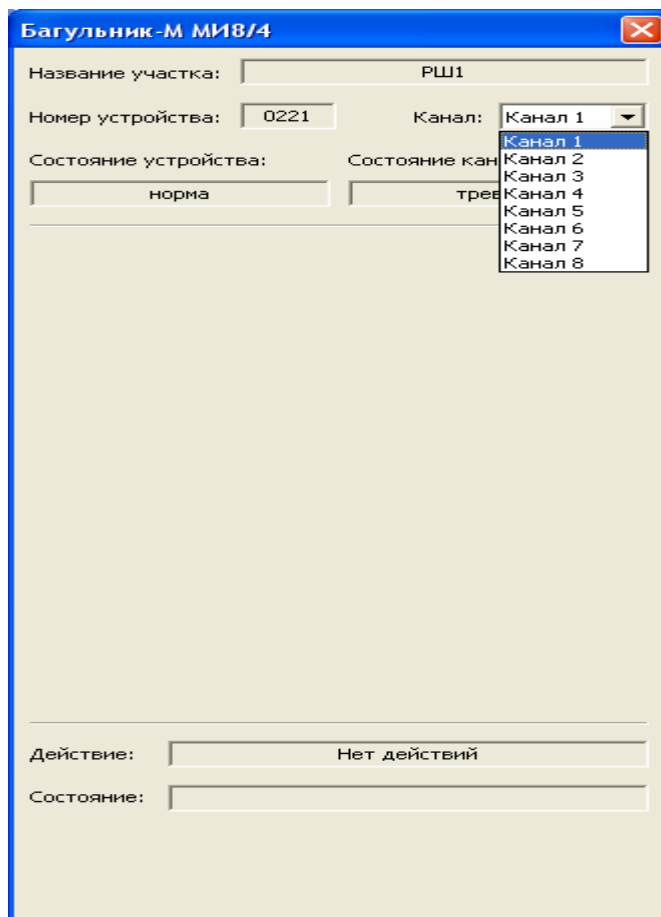 Багульник-М МИ8/4
Название участка: РШ1
Номер устройства: 0221 Канал: Канал 1
Канал 1
Состояние устройства: Состояние Канал 2
Канал 3
норма Канал 4
Канал 5
Канал 6
Канал 7
Канал 8
Действие: Нет действий
Состояние: